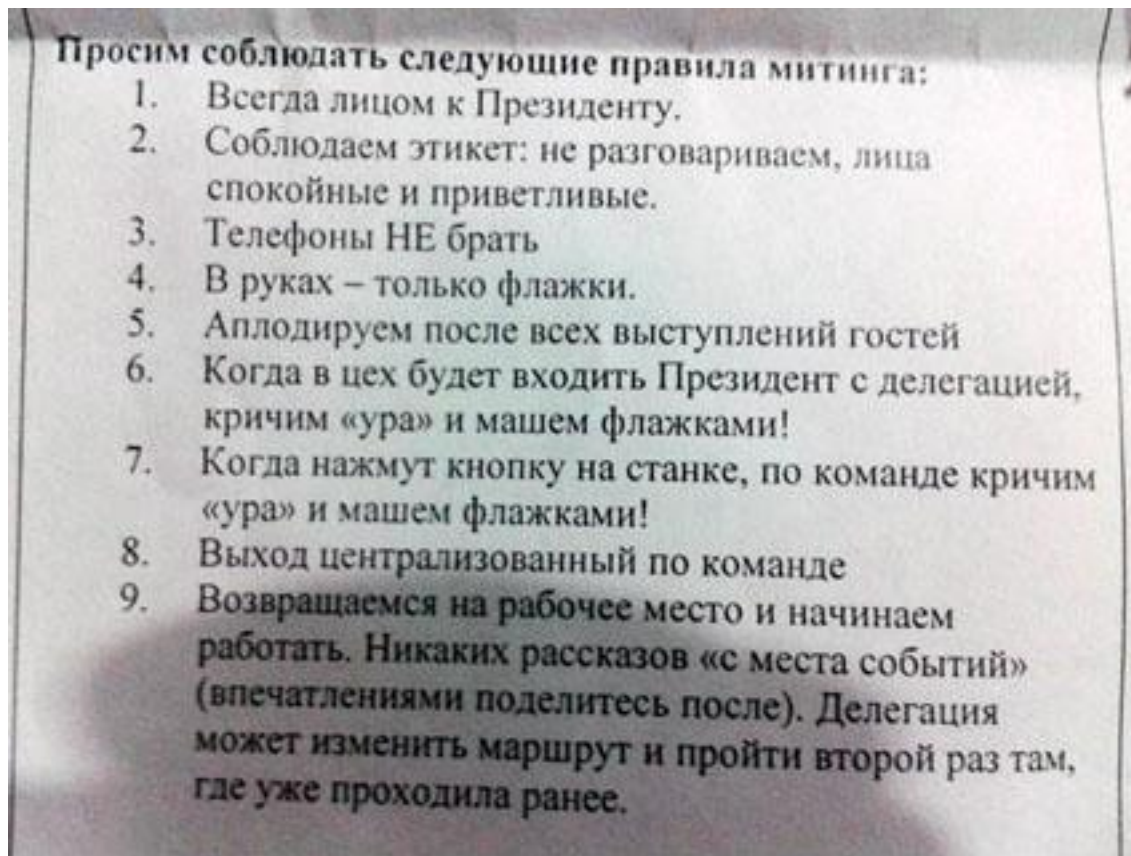 Просим соблюдать следующие правила митинга:
1. Всегда лицом к Президенту.
2. Соблюдаем этикет: не разговариваем, лица
спокойные и приветливые.
3. Телефоны НЕ брать
4. В руках – только флажки.
5. Аплодируем после всех выступлений гостей
6. Когда в цех будет входить Президент с делегацией,
кричим «ура» и машем флажками!
7. Когда нажмут кнопку на станке, по команде кричим
«ура» и машем флажками!
8. Выход централизованный по команде
9. Возвращаемся на рабочее место и начинаем
работать. Никаких рассказов «с места событий»
(впечатлениями поделитесь после). Делегация
может изменить маршрут и пройти второй раз там,
где уже проходила ранее.